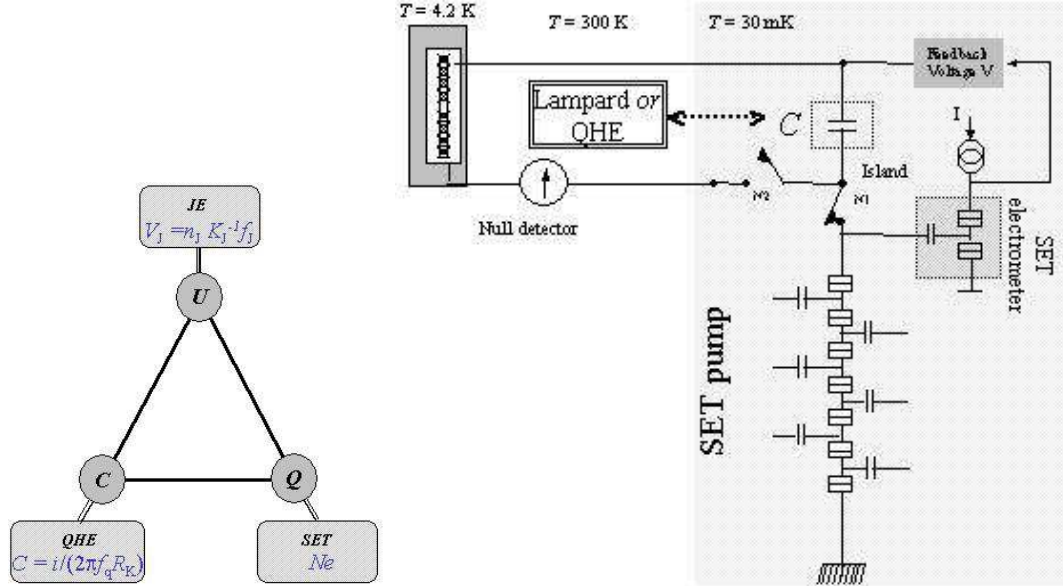 JE
V_J = n_J K_J^-1 f_J
U
C
Q
QHE
C = i/(2πf_q R_K)
SET
Ne
T = 4.2 K
T = 300 K
T = 30 mK
Feedback
Voltage V
Lampard or
QHE
C
I
Island
N2
N1
Null detector
SET
electrometer
SET pump